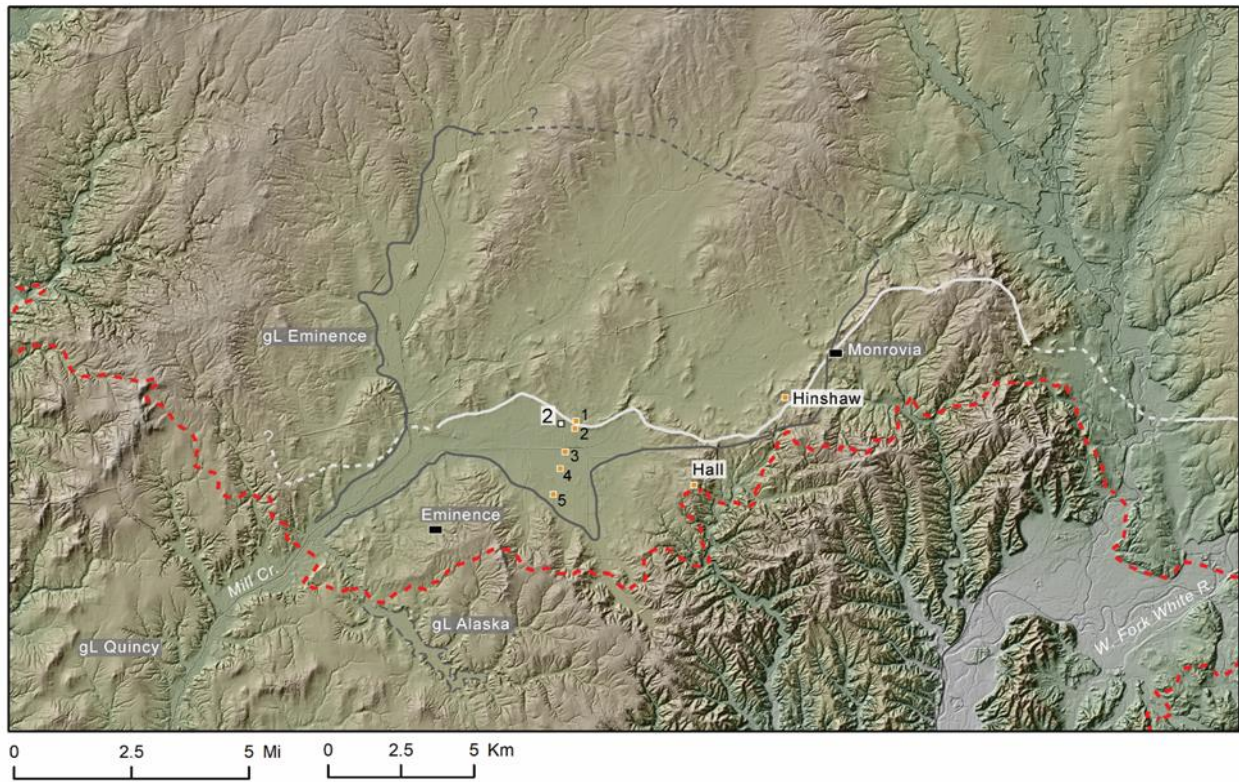 ?
?
?
gL Eminence
Monrovia
Hinshaw
2
1
2
3
4
5
?
Hall
Eminence
Mill Cr.
gL Alaska
gL Quincy
W. Fork White R.
0 2.5 5 Mi 0 2.5 5 Km